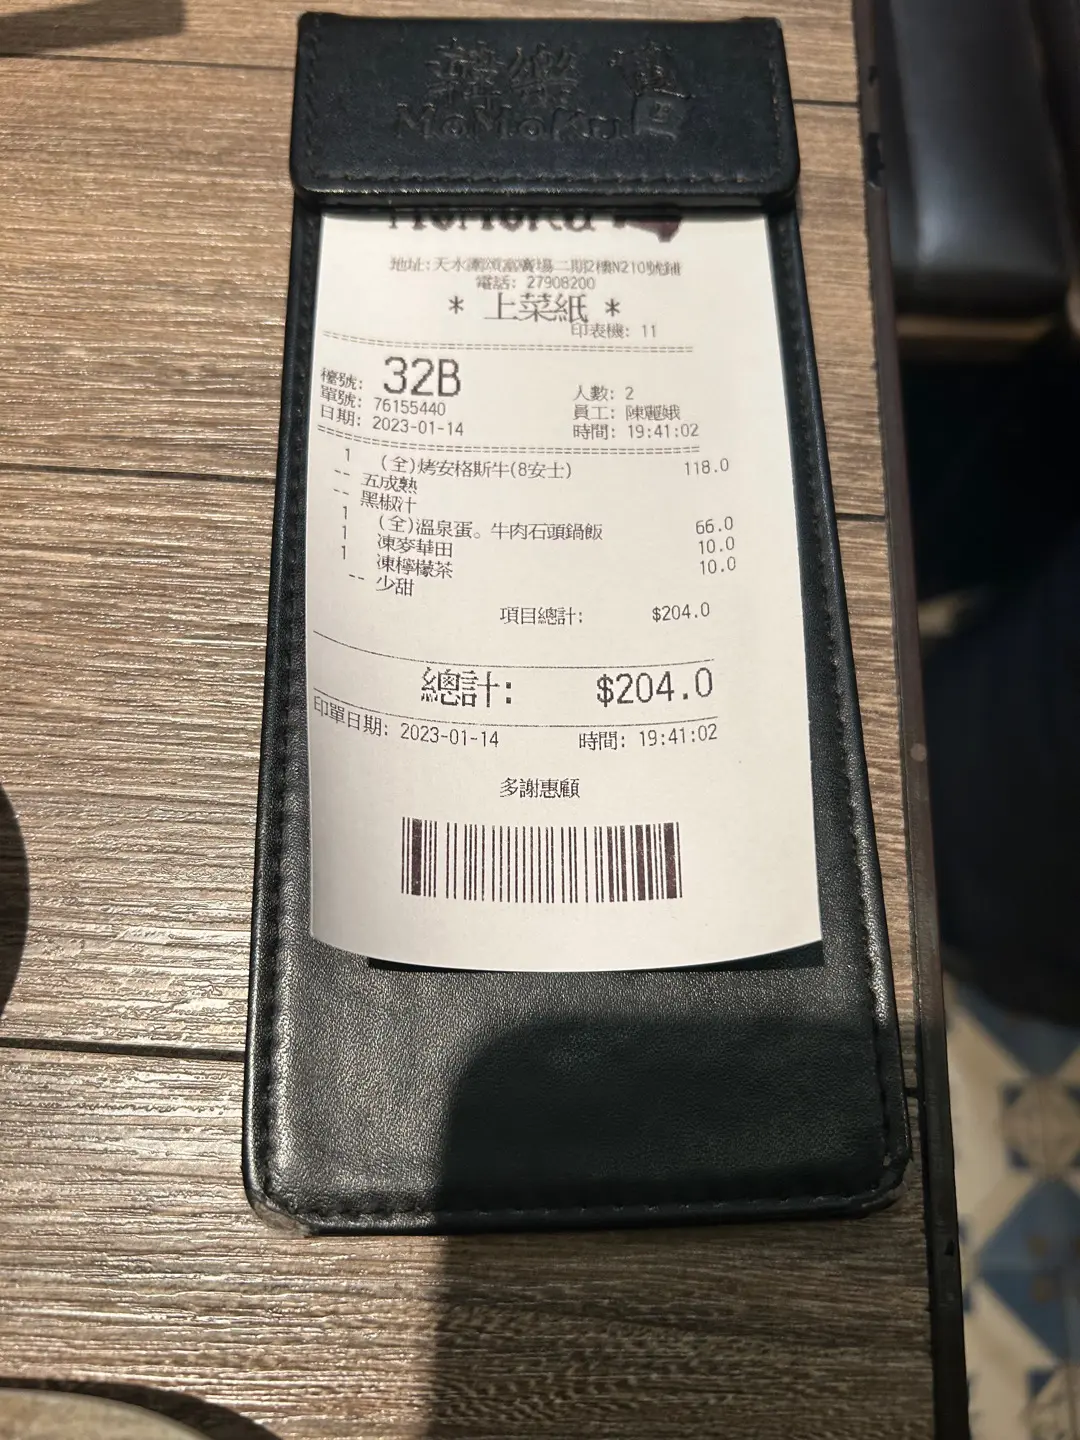 MoMoKu
MoMoKu
地址:天水圍頌富廣場二期2樓N210號鋪
電話: 27908200
* 上菜紙 *
印表機: 11
檯號: 32B
人數: 2
單號: 76155440
員工: 陳麗娥
日期: 2023-01-14
時間: 19:41:02
1 (全)烤安格斯牛(8安士) 118.0
-- 五成熟
-- 黑椒汁
1 (全)溫泉蛋。牛肉石頭鍋飯 66.0
1 凍麥華田 10.0
1 凍檸檬茶 10.0
-- 少甜
項目總計: $204.0
總計: $204.0
印單日期: 2023-01-14 時間: 19:41:02
多謝惠顧